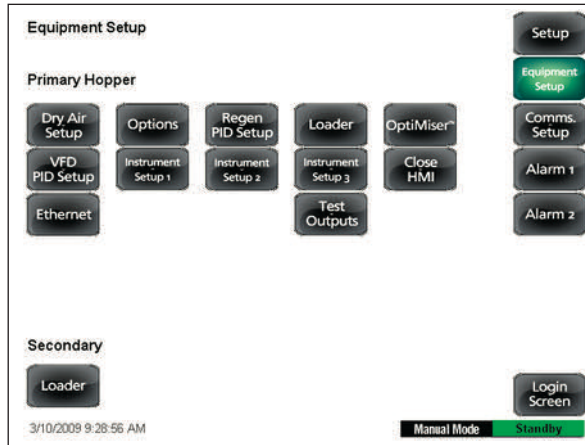 Equipment Setup
Setup
Equipment
Setup
Primary Hopper
Dry Air
Setup
Options
Regen
PID Setup
Loader
OptiMiser™
Comms.
Setup
VFD
PID Setup
Instrument
Setup 1
Instrument
Setup 2
Instrument
Setup 3
Close
HMI
Alarm 1
Ethernet
Test
Outputs
Alarm 2
Secondary
Loader
Login
Screen
3/10/2009 9:28:56 AM
Manual Mode
Standby